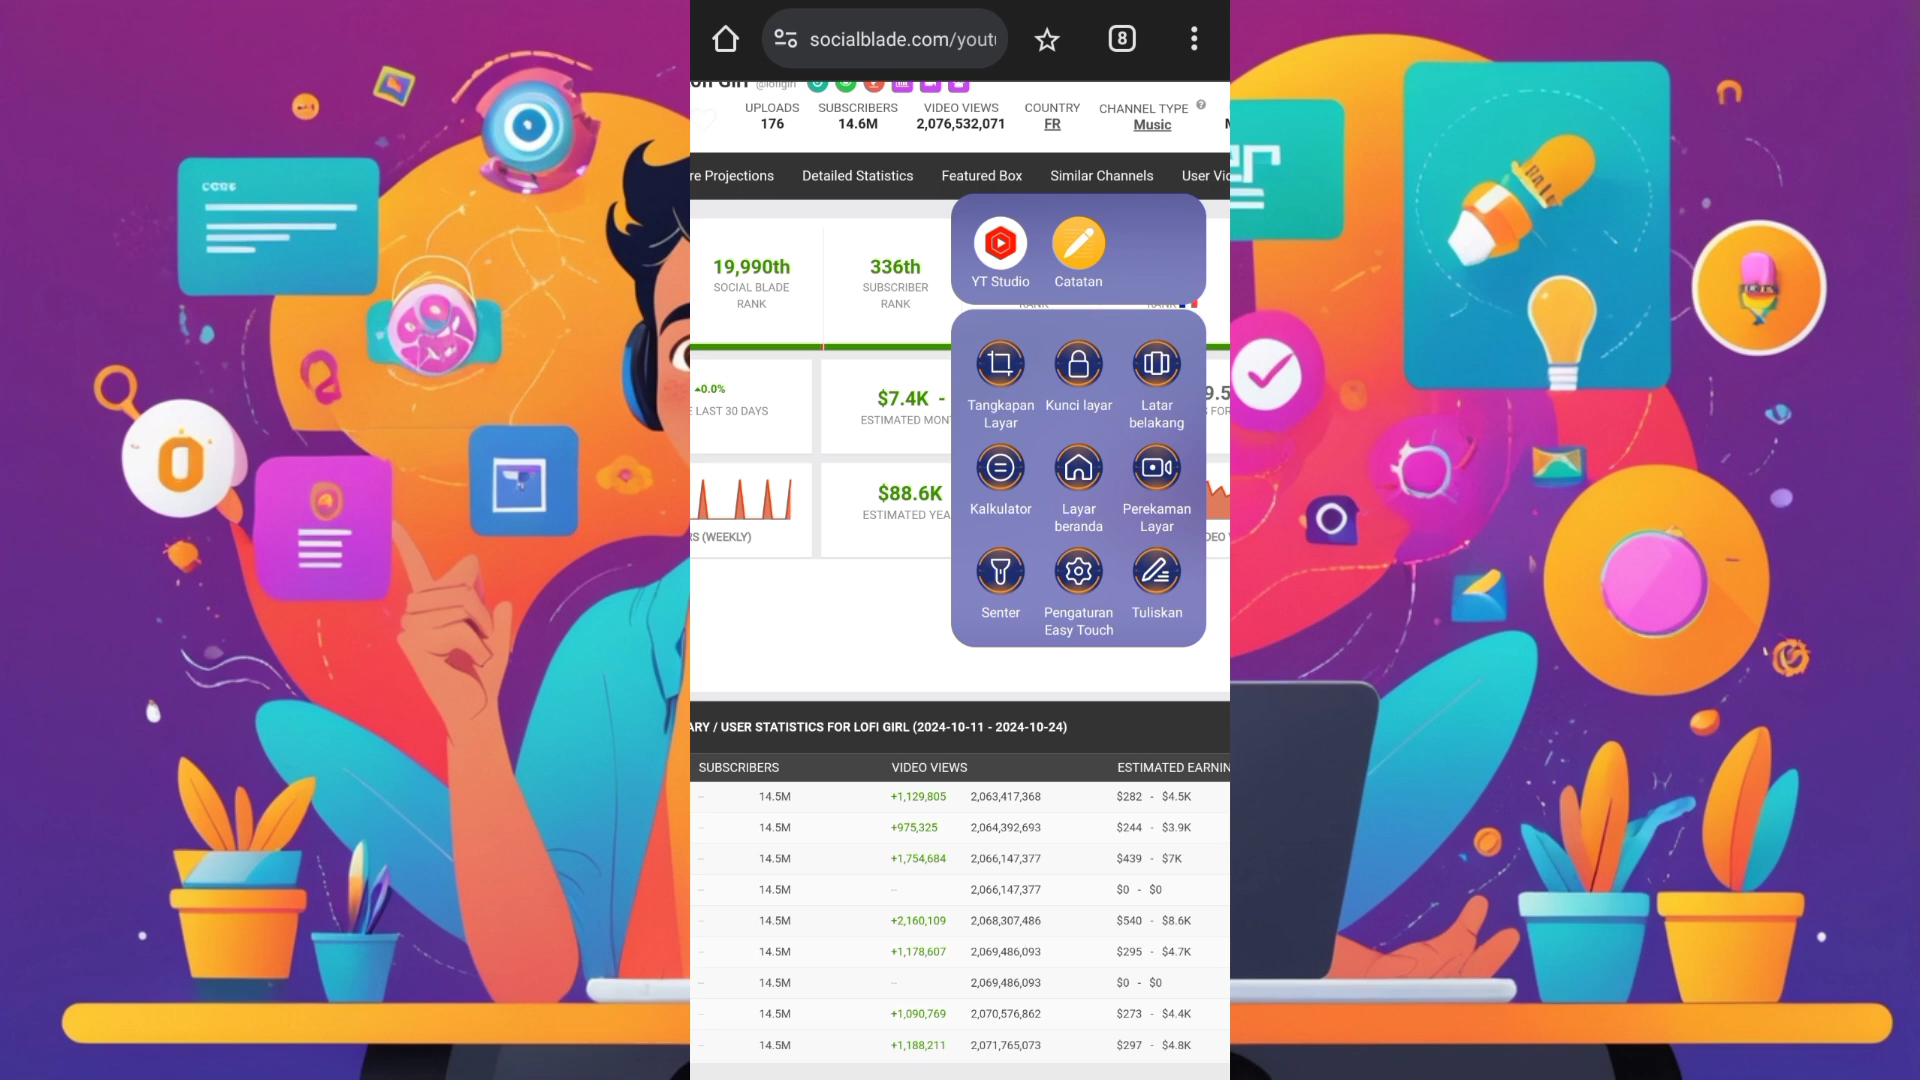 socialblade.com/youtu
8
@lofigirl
UPLOADS SUBSCRIBERS VIDEO VIEWS COUNTRY CHANNEL TYPE
176 14.6M 2,076,532,071 FR Music
re Projections Detailed Statistics Featured Box Similar Channels User Vi
YT Studio Catatan
19,990th 336th
SOCIAL BLADE SUBSCRIBER
RANK RANK RANK RANK
0.0% $7.4K -
LAST 30 DAYS ESTIMATED MON
Tangkapan Layar
Kunci layar
Latar belakang
$88.6K
ESTIMATED YEA
RS (WEEKLY)
Kalkulator
Layar beranda
Perekaman Layar
Senter
Pengaturan Easy Touch
Tuliskan
ARY / USER STATISTICS FOR LOFI GIRL (2024-10-11 - 2024-10-24)
SUBSCRIBERS VIDEO VIEWS ESTIMATED EARNIN
-- 14.5M +1,129,805 2,063,417,368 $282 - $4.5K
-- 14.5M +975,325 2,064,392,693 $244 - $3.9K
-- 14.5M +1,754,684 2,066,147,377 $439 - $7K
-- 14.5M -- 2,066,147,377 $0 - $0
-- 14.5M +2,160,109 2,068,307,486 $540 - $8.6K
-- 14.5M +1,178,607 2,069,486,093 $295 - $4.7K
-- 14.5M -- 2,069,486,093 $0 - $0
-- 14.5M +1,090,769 2,070,576,862 $273 - $4.4K
-- 14.5M +1,188,211 2,071,765,073 $297 - $4.8K